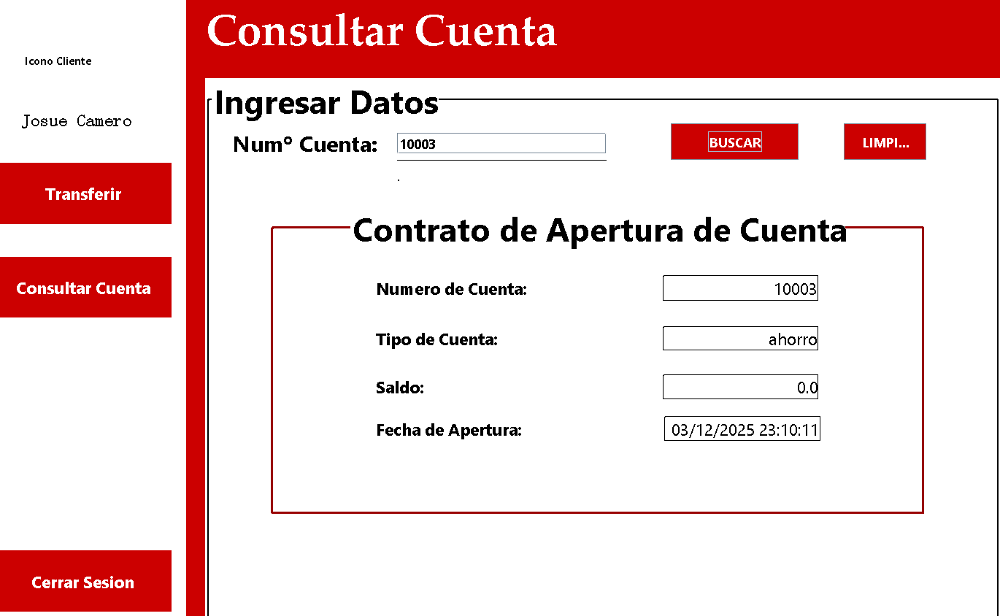 Consultar Cuenta
Icono Cliente
Josue Camero
Transferir
Consultar Cuenta
Cerrar Sesion
Ingresar Datos
Numº Cuenta: 10003 BUSCAR LIMPI...
.
Contrato de Apertura de Cuenta
Numero de Cuenta: 10003
Tipo de Cuenta: ahorro
Saldo: 0.0
Fecha de Apertura: 03/12/2025 23:10:11